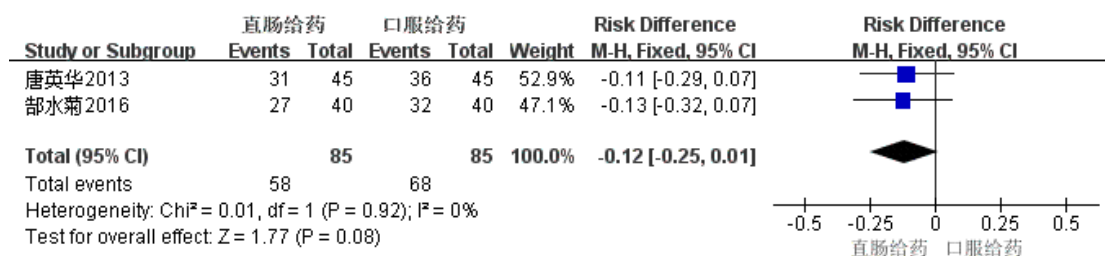 直肠给药 口服给药 Risk Difference Risk Difference
Study or Subgroup Events Total Events Total Weight M-H, Fixed, 95% CI M-H, Fixed, 95% CI
唐英华2013 31 45 36 45 52.9% -0.11 [-0.29, 0.07]
郜水菊2016 27 40 32 40 47.1% -0.13 [-0.32, 0.07]
Total (95% CI) 85 85 100.0% -0.12 [-0.25, 0.01]
Total events 58 68
Heterogeneity: Chi² = 0.01, df = 1 (P = 0.92); I² = 0%
Test for overall effect: Z = 1.77 (P = 0.08)
-0.5 -0.25 0 0.25 0.5
直肠给药 口服给药